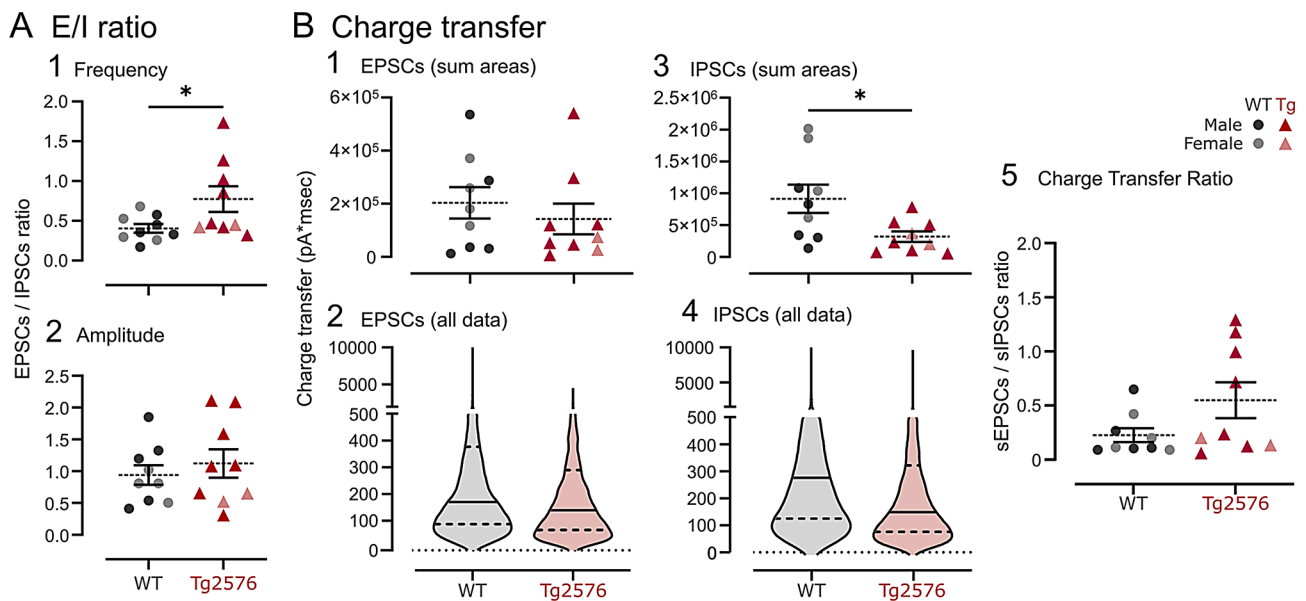 A E/I ratio
1 Frequency
*
2.0
1.5
1.0
0.5
0.0
EPSCs / IPSCs ratio
2 Amplitude
2.5
2.0
1.5
1.0
0.5
0.0
WT Tg2576
B Charge transfer
1 EPSCs (sum areas)
6×10⁵
4×10⁵
2×10⁵
0
Charge transfer (pA*msec)
2 EPSCs (all data)
10000
5000
500
400
300
200
100
0
WT Tg2576
3 IPSCs (sum areas)
*
2.5×10⁶
2×10⁶
1.5×10⁶
1×10⁶
5×10⁵
0
4 IPSCs (all data)
10000
5000
500
400
300
200
100
0
WT Tg2576
WT Tg
Male
Female
5 Charge Transfer Ratio
2.0
1.5
1.0
0.5
0
sEPSCs / sIPSCs ratio
WT Tg2576